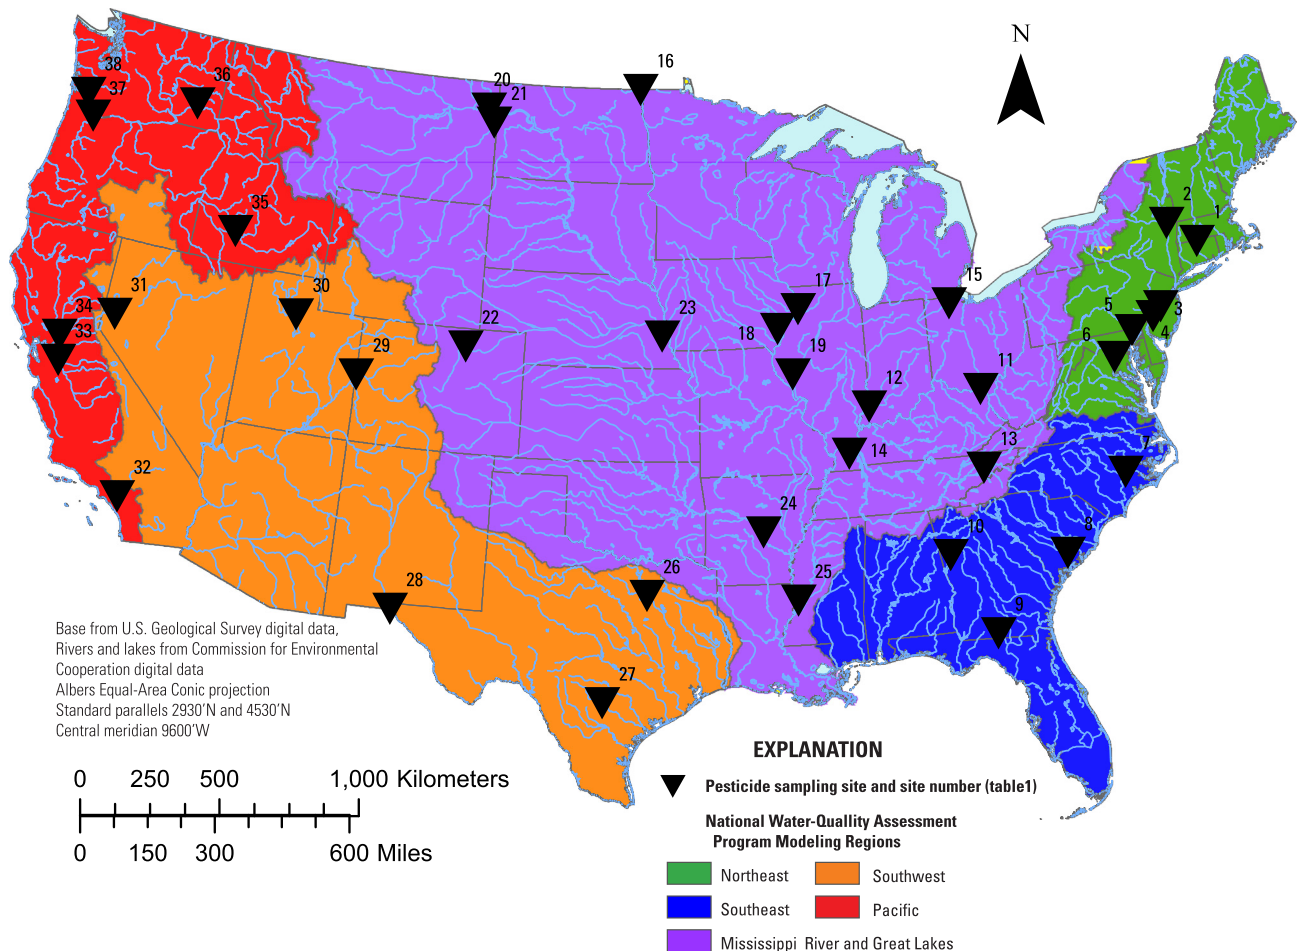 N
38
37
36
20
21
16
35
2
1
31
30
34
33
29
22
23
17
18
19
15
5
3
4
6
11
12
14
13
32
7
24
10
8
25
26
9
28
27
Base from U.S. Geological Survey digital data,
Rivers and lakes from Commission for Environmental
Cooperation digital data
Albers Equal-Area Conic projection
Standard parallels 2930'N and 4530'N
Central meridian 9600'W
0 250 500 1,000 Kilometers
0 150 300 600 Miles
EXPLANATION
Pesticide sampling site and site number (table1)
National Water-Quallity Assessment
Program Modeling Regions
Northeast
Southwest
Southeast
Pacific
Mississippi River and Great Lakes